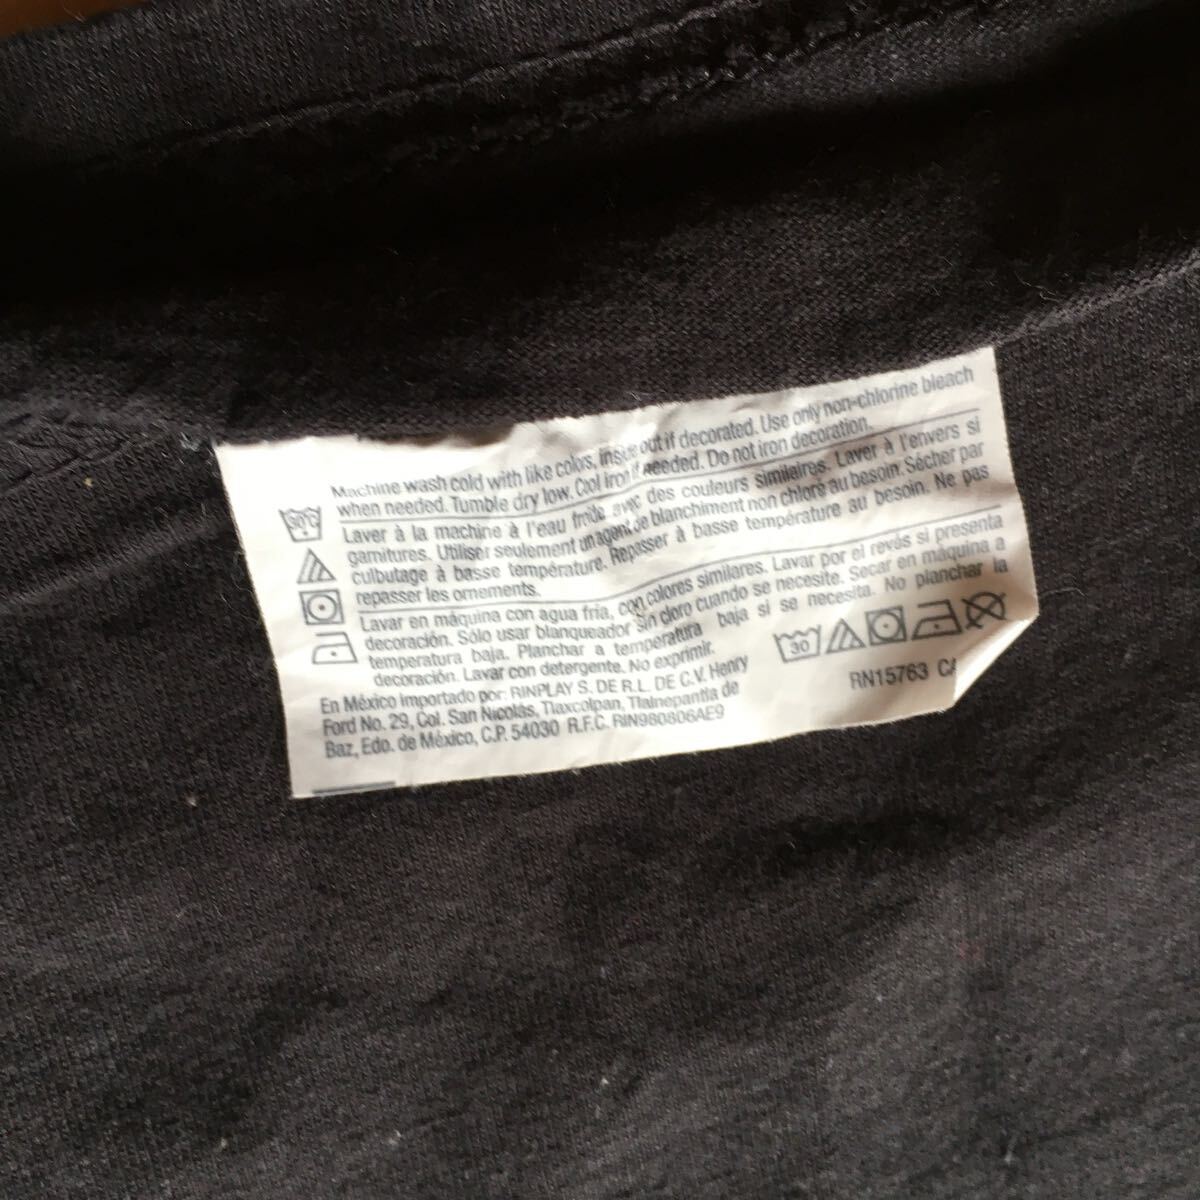 Machine wash cold with like colors, inside out if decorated. Use only non-chlorine bleach
when needed. Tumble dry low. Cool iron if needed. Do not iron decoration.
Laver à la machine à l'eau froide avec des couleurs similaires. Laver à l'envers si
garnitures. Utiliser seulement un agent de blanchiment non chloré au besoin. Sécher par
culbutage à basse température. Repasser à basse température au besoin. Ne pas
repasser les ornements.
Lavar en máquina con agua fría, con colores similares. Lavar por el revés si presenta
decoración. Sólo usar blanqueador sin cloro cuando se necesite. Secar en máquina a
temperatura baja. Planchar a temperatura baja si se necesita. No planchar la
decoración. Lavar con detergente. No exprimir.
30°C
30
En México importado por: RINPLAY S. DE R.L. DE C.V. Henry
Ford No. 29, Col. San Nicolás, Tlaxcolpan, Tlalnepantla de
Baz, Edo. de México, C.P. 54030 R.F.C. RIN980806AE9
RN15763